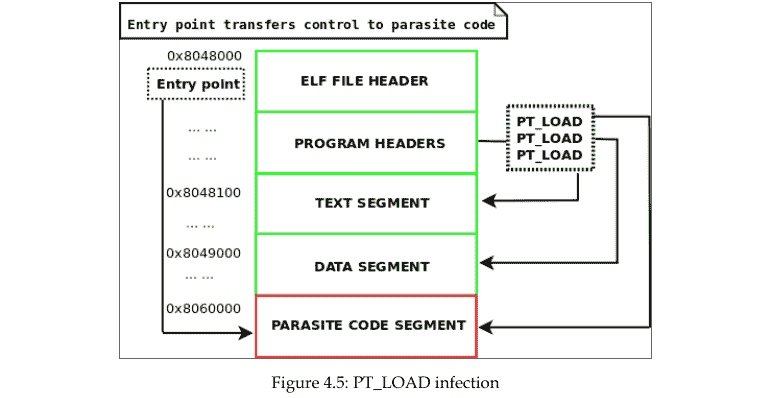 Entry point transfers control to parasite code
0x8048000
Entry point
ELF FILE HEADER
... ...
... ...
PROGRAM HEADERS
PT_LOAD
PT_LOAD
PT_LOAD
0x8048100
TEXT SEGMENT
... ...
0x8049000
DATA SEGMENT
... ...
0x8060000
PARASITE CODE SEGMENT
Figure 4.5: PT_LOAD infection